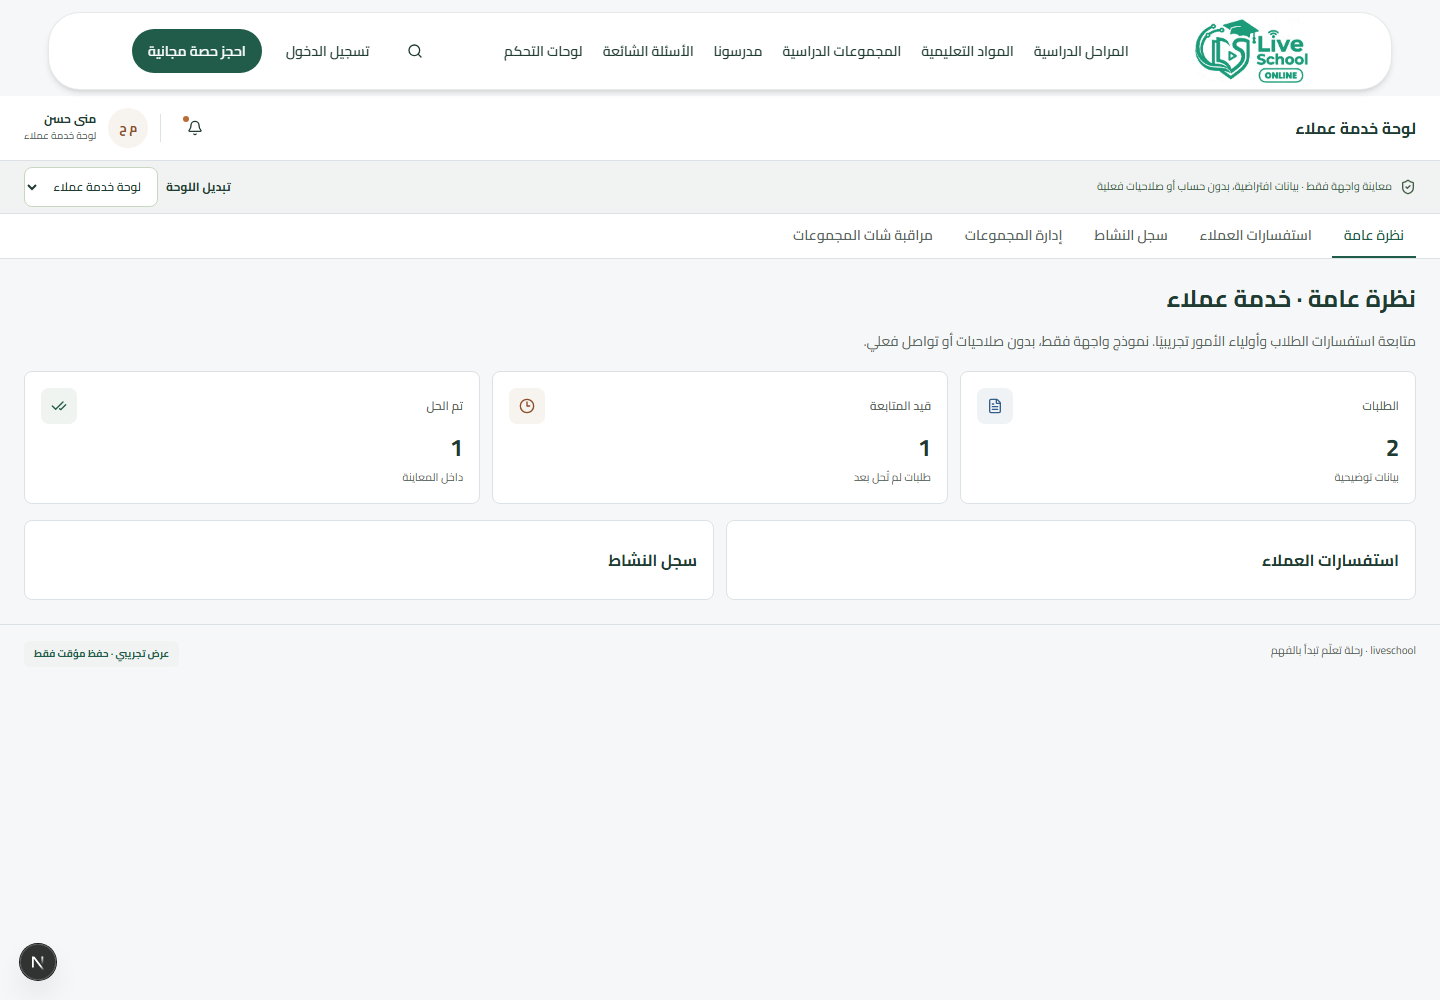 Live School ONLINE
المراحل الدراسية
المواد التعليمية
المجموعات الدراسية
مدرسونا
الأسئلة الشائعة
لوحات التحكم
تسجيل الدخول
احجز حصة مجانية
لوحة خدمة عملاء
م ح
منى حسن
لوحة خدمة عملاء
معاينة واجهة فقط · بيانات افتراضية، بدون حساب أو صلاحيات فعلية
تبديل اللوحة
لوحة خدمة عملاء
نظرة عامة
استفسارات العملاء
سجل النشاط
إدارة المجموعات
مراقبة شات المجموعات
نظرة عامة · خدمة عملاء
متابعة استفسارات الطلاب وأولياء الأمور تجريبيًا. نموذج واجهة فقط، بدون صلاحيات أو تواصل فعلي.
الطلبات
2
بيانات توضيحية
قيد المتابعة
1
طلبات لم تُحل بعد
تم الحل
1
داخل المعاينة
استفسارات العملاء
سجل النشاط
liveschool · رحلة تعلّم تبدأ بالفهم
عرض تجريبي · حفظ مؤقت فقط
N